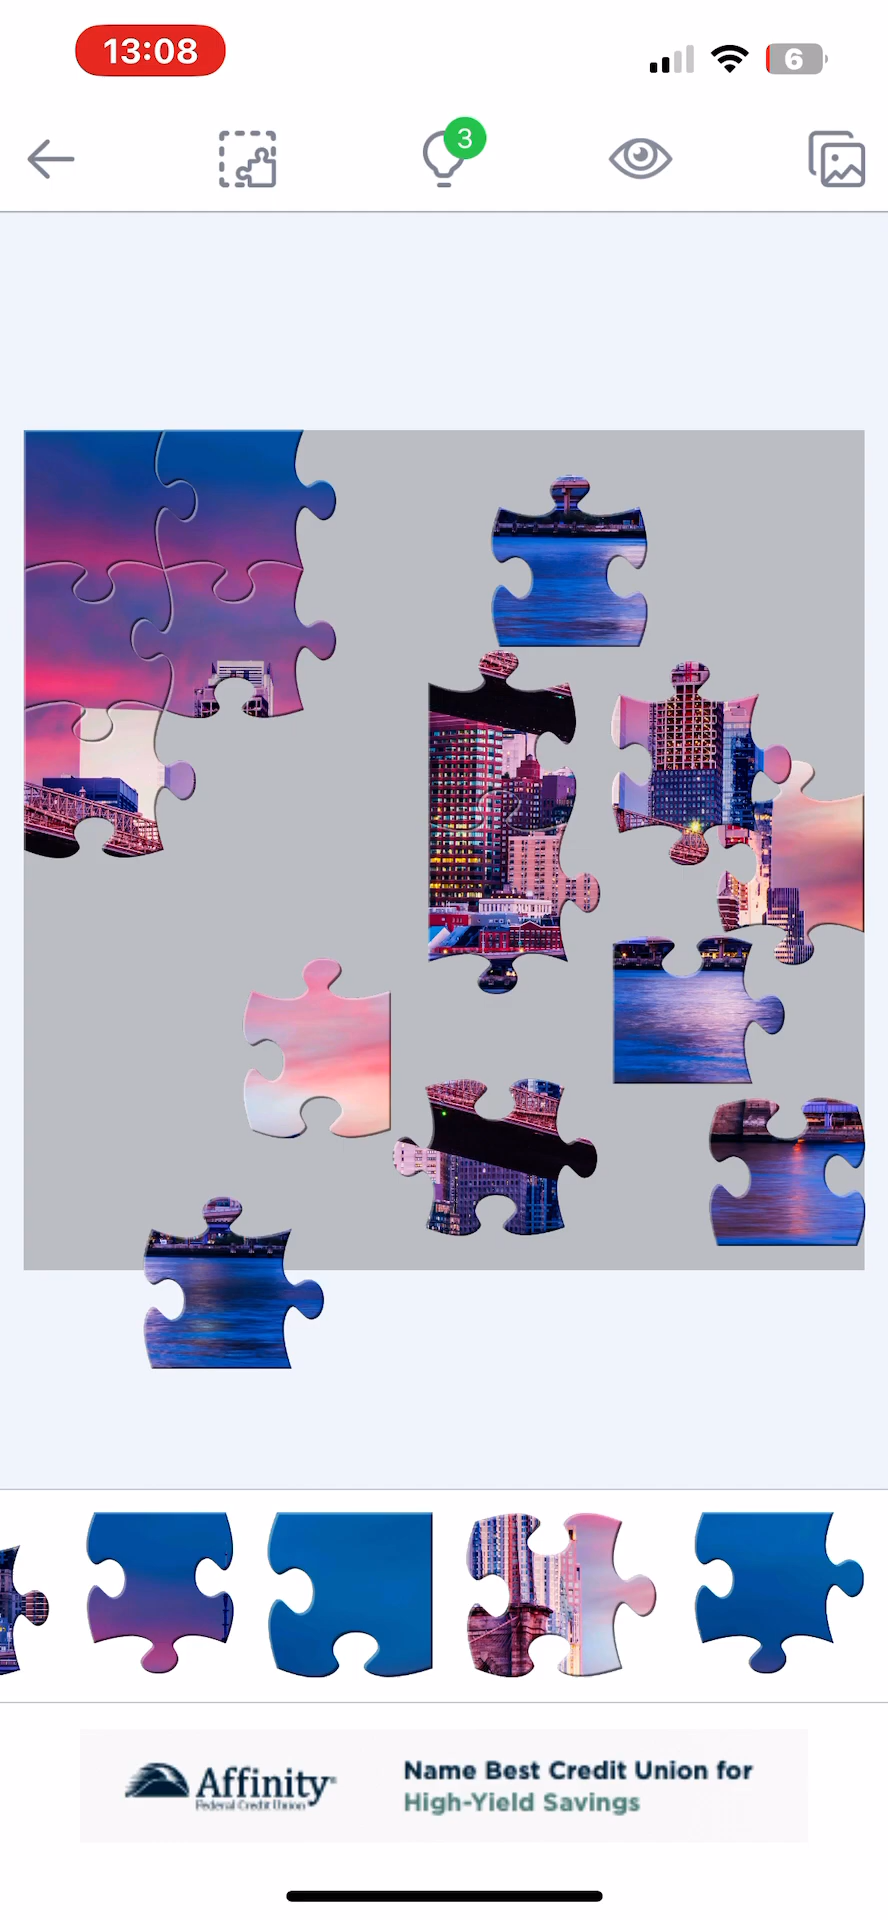 13:08
6
3
Affinity
Federal Credit Union
Name Best Credit Union for
High-Yield Savings